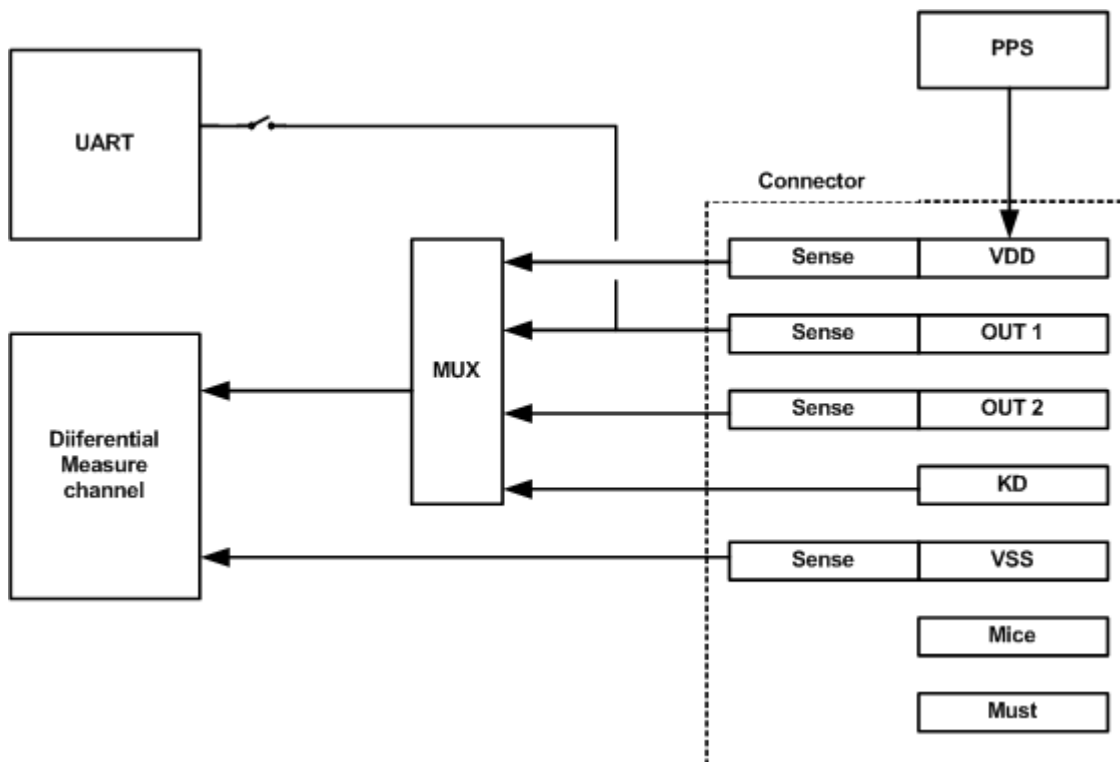 PPS
UART
Connector
Sense
VDD
Sense
OUT 1
MUX
Sense
OUT 2
Diiferential
Measure
channel
KD
Sense
VSS
Mice
Must